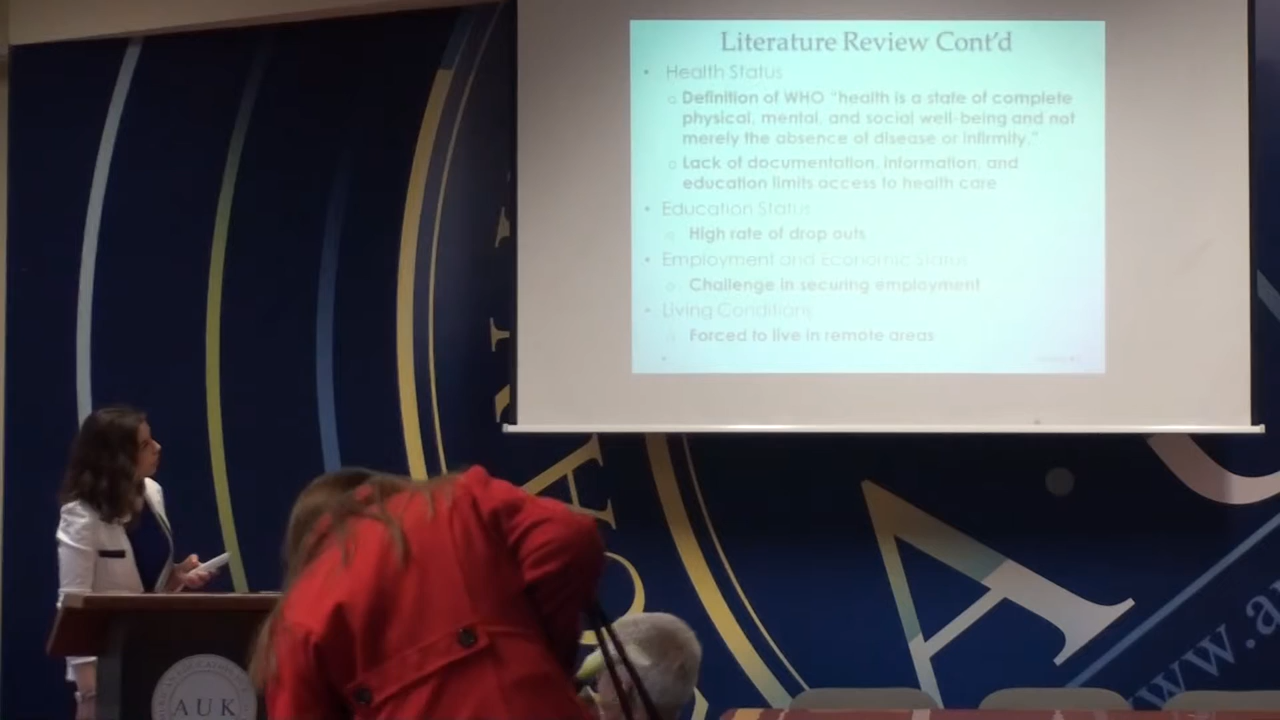 Literature Review Cont'd
• Health Status
o Definition of WHO "health is a state of complete
physical, mental, and social well-being and not
merely the absence of disease or infirmity."
o Lack of documentation, information, and
education limits access to health care
• Education Status
o High rate of drop outs
• Employment and Economic Status
o Challenge in securing employment
• Living Conditions
o Forced to live in remote areas
A
AUK